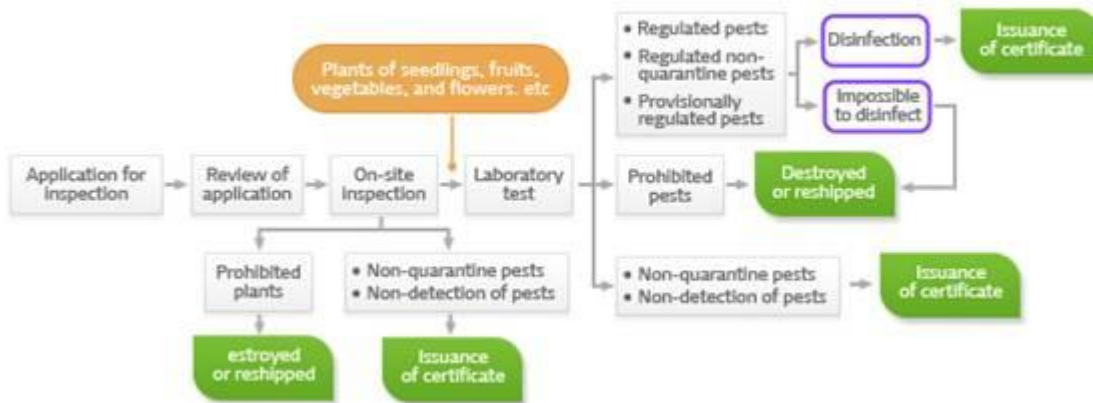 Plants of seedlings, fruits,
vegetables, and flowers. etc
Application for
inspection
Review of
application
On-site
inspection
Laboratory
test
• Regulated pests
• Regulated non-
quarantine pests
• Provisionally
regulated pests
Disinfection
Issuance
of certificate
Impossible
to disinfect
Prohibited
pests
Destroyed
or reshipped
• Non-quarantine pests
• Non-detection of pests
Issuance
of certificate
Prohibited
plants
estroyed
or reshipped
• Non-quarantine pests
• Non-detection of pests
Issuance
of certificate